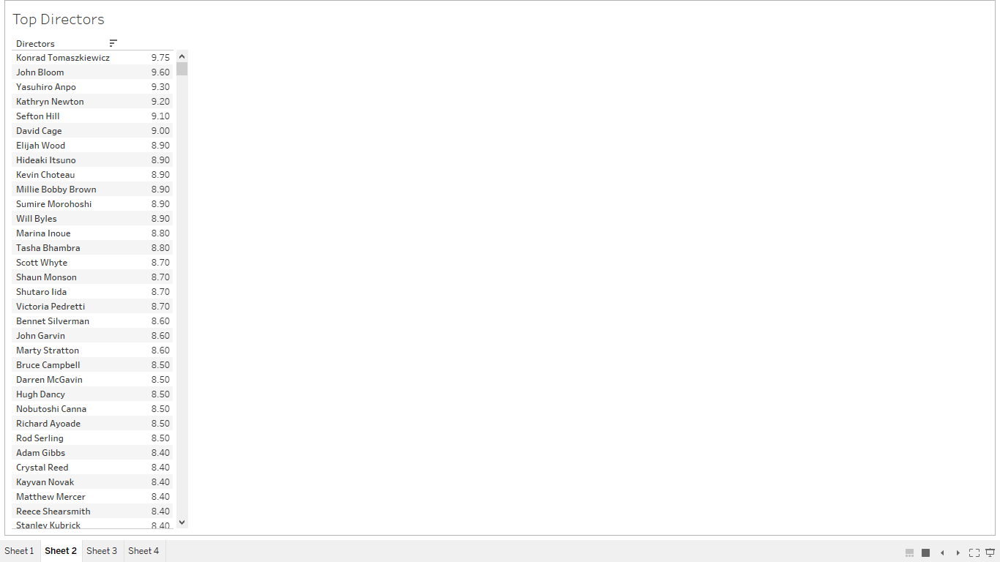 Top Directors
Directors
Konrad Tomaszkiewicz 9.75
John Bloom 9.60
Yasuhiro Anpo 9.30
Kathryn Newton 9.20
Sefton Hill 9.10
David Cage 9.00
Elijah Wood 8.90
Hideaki Itsuno 8.90
Kevin Choteau 8.90
Millie Bobby Brown 8.90
Sumire Morohoshi 8.90
Will Byles 8.90
Marina Inoue 8.80
Tasha Bhambra 8.80
Scott Whyte 8.70
Shaun Monson 8.70
Shutaro Iida 8.70
Victoria Pedretti 8.70
Bennet Silverman 8.60
John Garvin 8.60
Marty Stratton 8.60
Bruce Campbell 8.50
Darren McGavin 8.50
Hugh Dancy 8.50
Nobutoshi Canna 8.50
Richard Ayoade 8.50
Rod Serling 8.50
Adam Gibbs 8.40
Crystal Reed 8.40
Kayvan Novak 8.40
Matthew Mercer 8.40
Reece Shearsmith 8.40
Stanley Kubrick 8.40
Sheet 1 Sheet 2 Sheet 3 Sheet 4